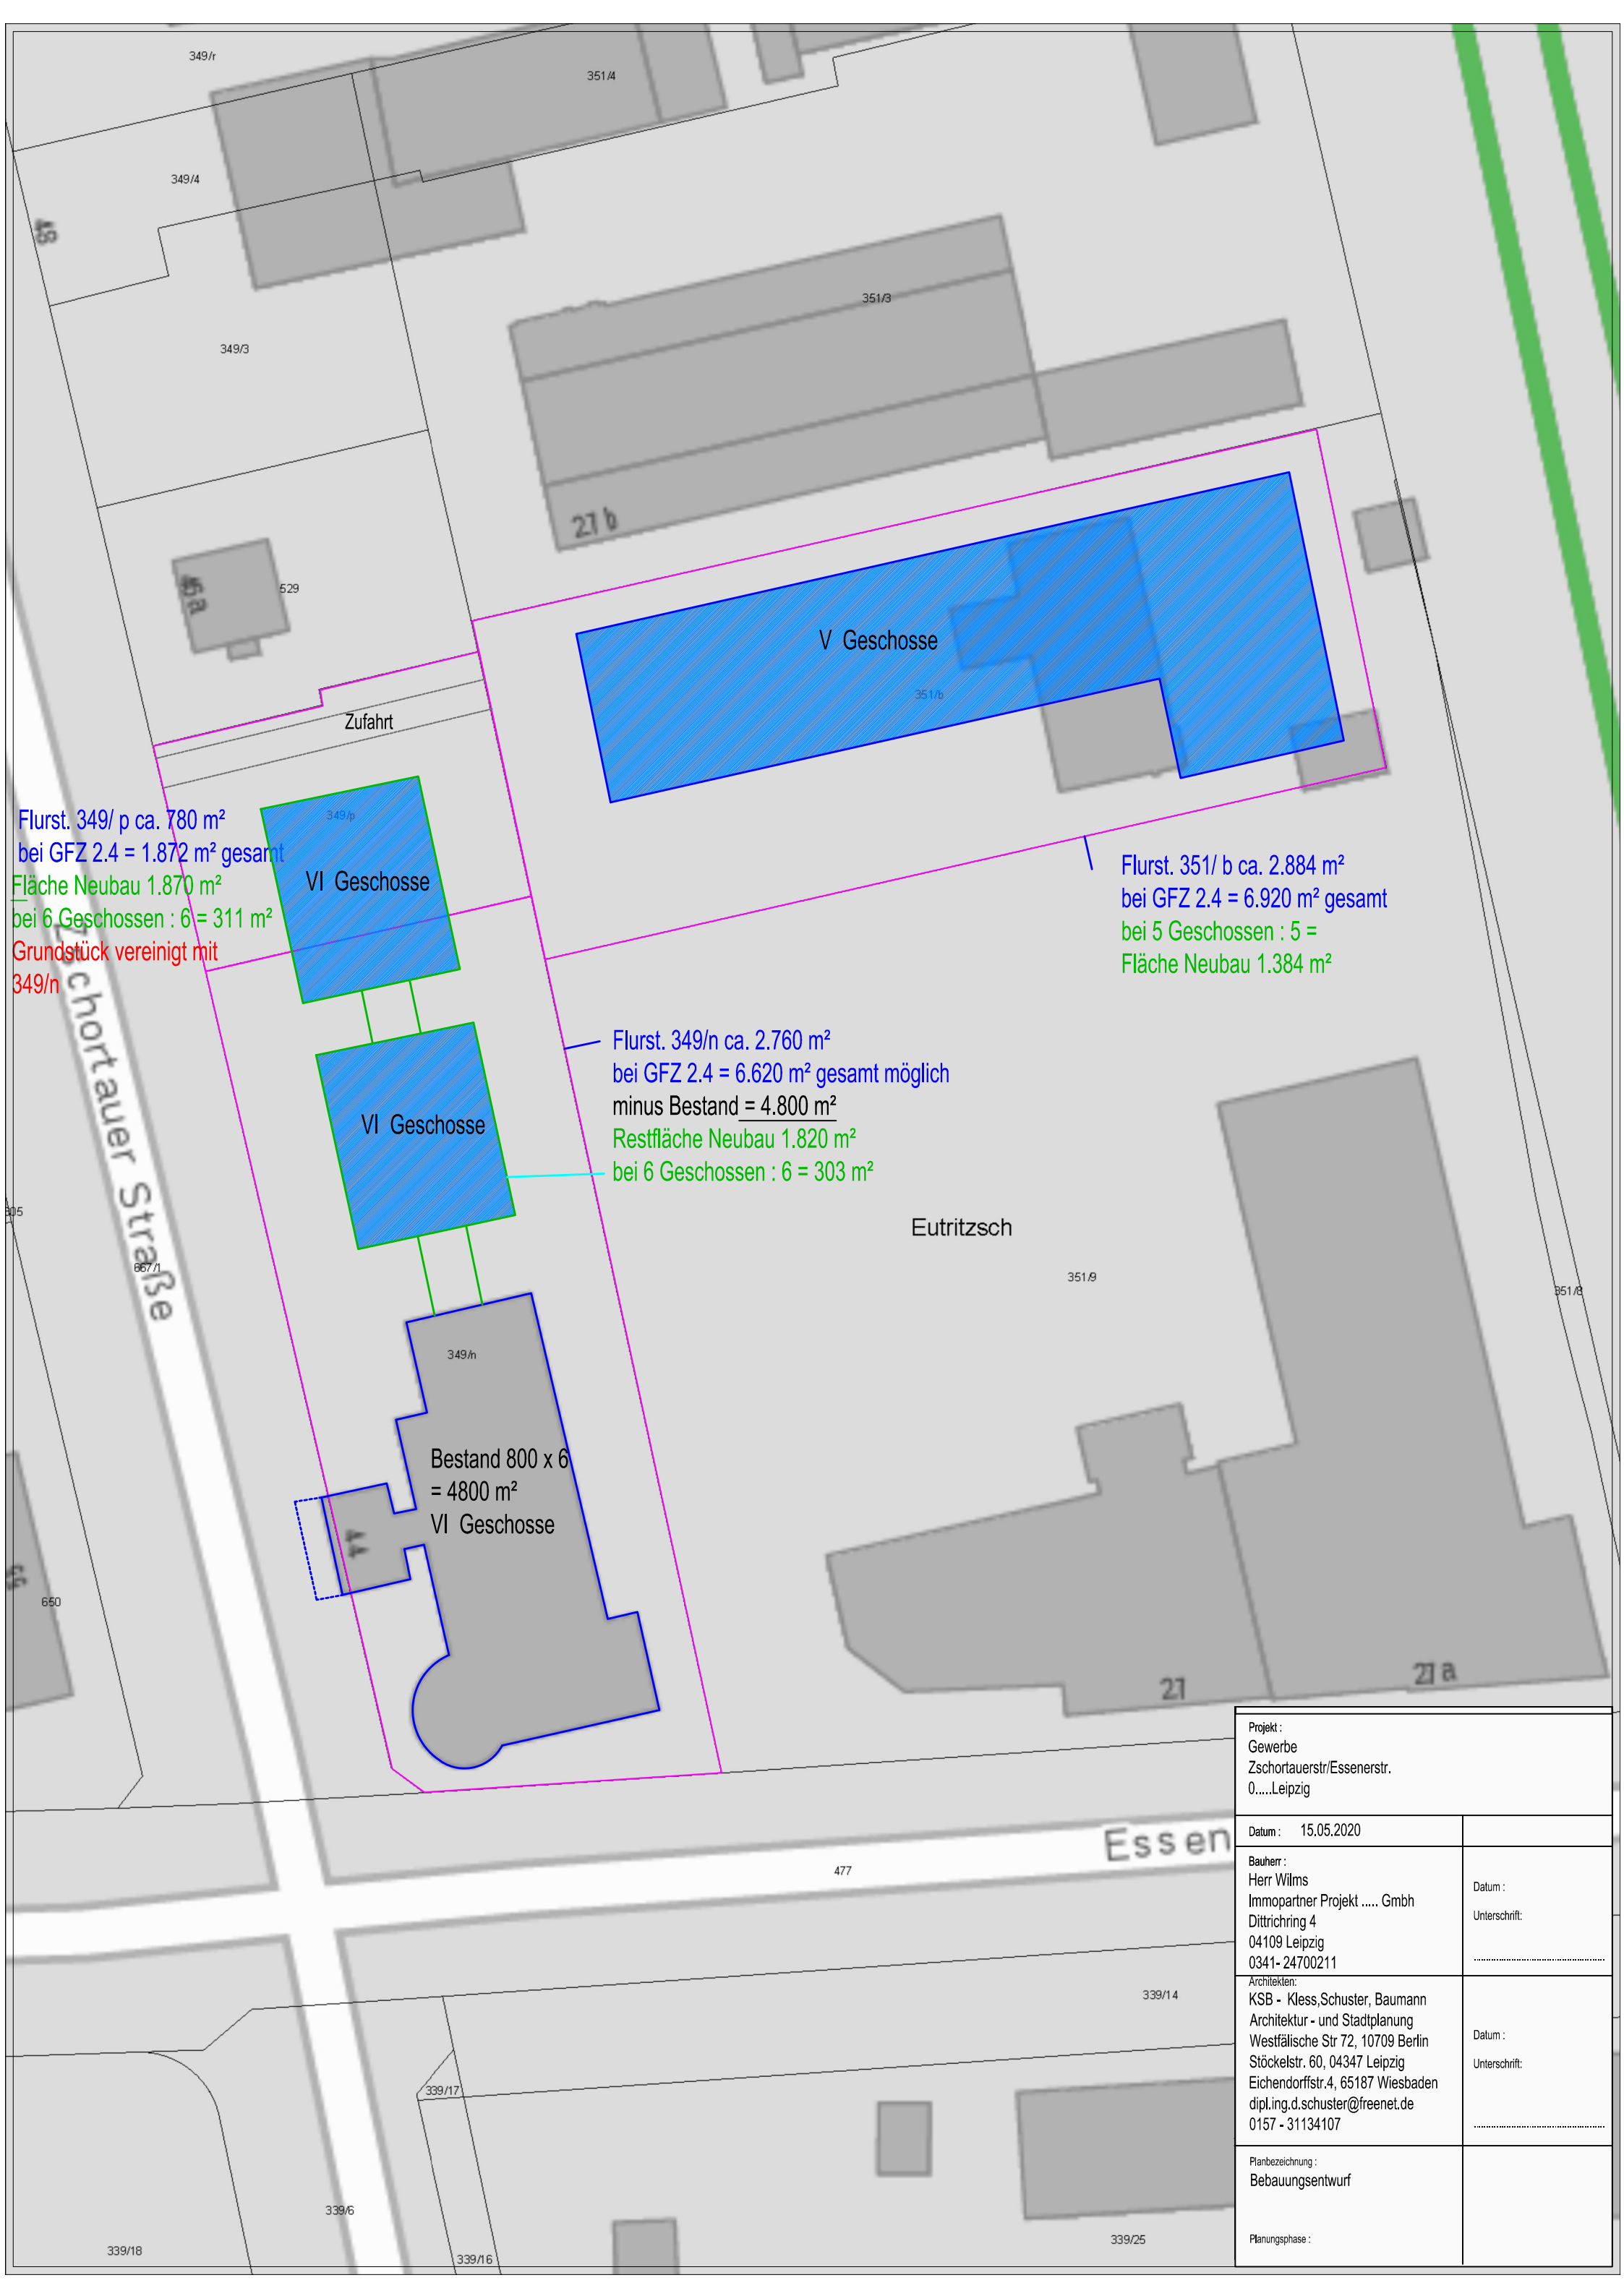 349/r
351/4
349/4
48
351/3
349/3
27 b
529
46a
V Geschosse
351/b
Zufahrt
349/p
Flurst. 349/ p ca. 780 m²
bei GFZ 2.4 = 1.872 m² gesamt
Fläche Neubau 1.870 m²
bei 6 Geschossen : 6 = 311 m²
Grundstück vereinigt mit
349/n
VI Geschosse
Flurst. 351/ b ca. 2.884 m²
bei GFZ 2.4 = 6.920 m² gesamt
bei 5 Geschossen : 5 =
Fläche Neubau 1.384 m²
Zschortauer Straße
Flurst. 349/n ca. 2.760 m²
bei GFZ 2.4 = 6.620 m² gesamt möglich
minus Bestand = 4.800 m²
Restfläche Neubau 1.820 m²
bei 6 Geschossen : 6 = 303 m²
VI Geschosse
Eutritzsch
667/1
351/9
351/8
349/n
Bestand 800 x 6
= 4800 m²
VI Geschosse
44
650
21
21 a
Essen
477
339/14
339/17
339/6
339/18
339/16
339/25
Projekt :
Gewerbe
Zschortauerstr/Essenerstr.
0.....Leipzig
Datum : 15.05.2020
Bauherr :
Herr Wilms
Immopartner Projekt ..... Gmbh
Dittrichring 4
04109 Leipzig
0341- 24700211
Datum :
Unterschrift:
Architekten:
KSB - Kless,Schuster, Baumann
Architektur - und Stadtplanung
Westfälische Str 72, 10709 Berlin
Stöckelstr. 60, 04347 Leipzig
Eichendorffstr.4, 65187 Wiesbaden
dipl.ing.d.schuster@freenet.de
0157 - 31134107
Datum :
Unterschrift:
Planbezeichnung :
Bebauungsentwurf
Planungsphase :